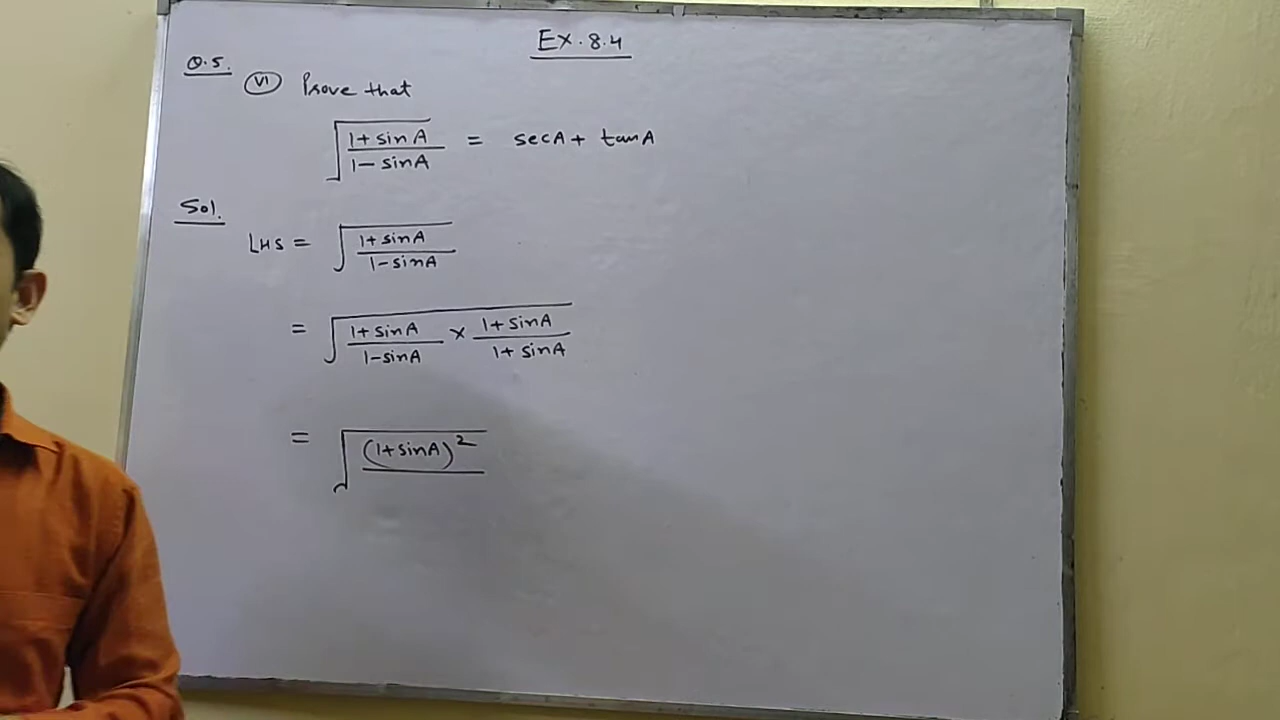 Ex. 8.4
Q.5.
(VI) Prove that
√((1+sinA)/(1-sinA)) = secA + tanA
Sol.
LHS = √((1+sinA)/(1-sinA))
= √((1+sinA)/(1-sinA) × (1+sinA)/(1+sinA))
= √((1+sinA)²/